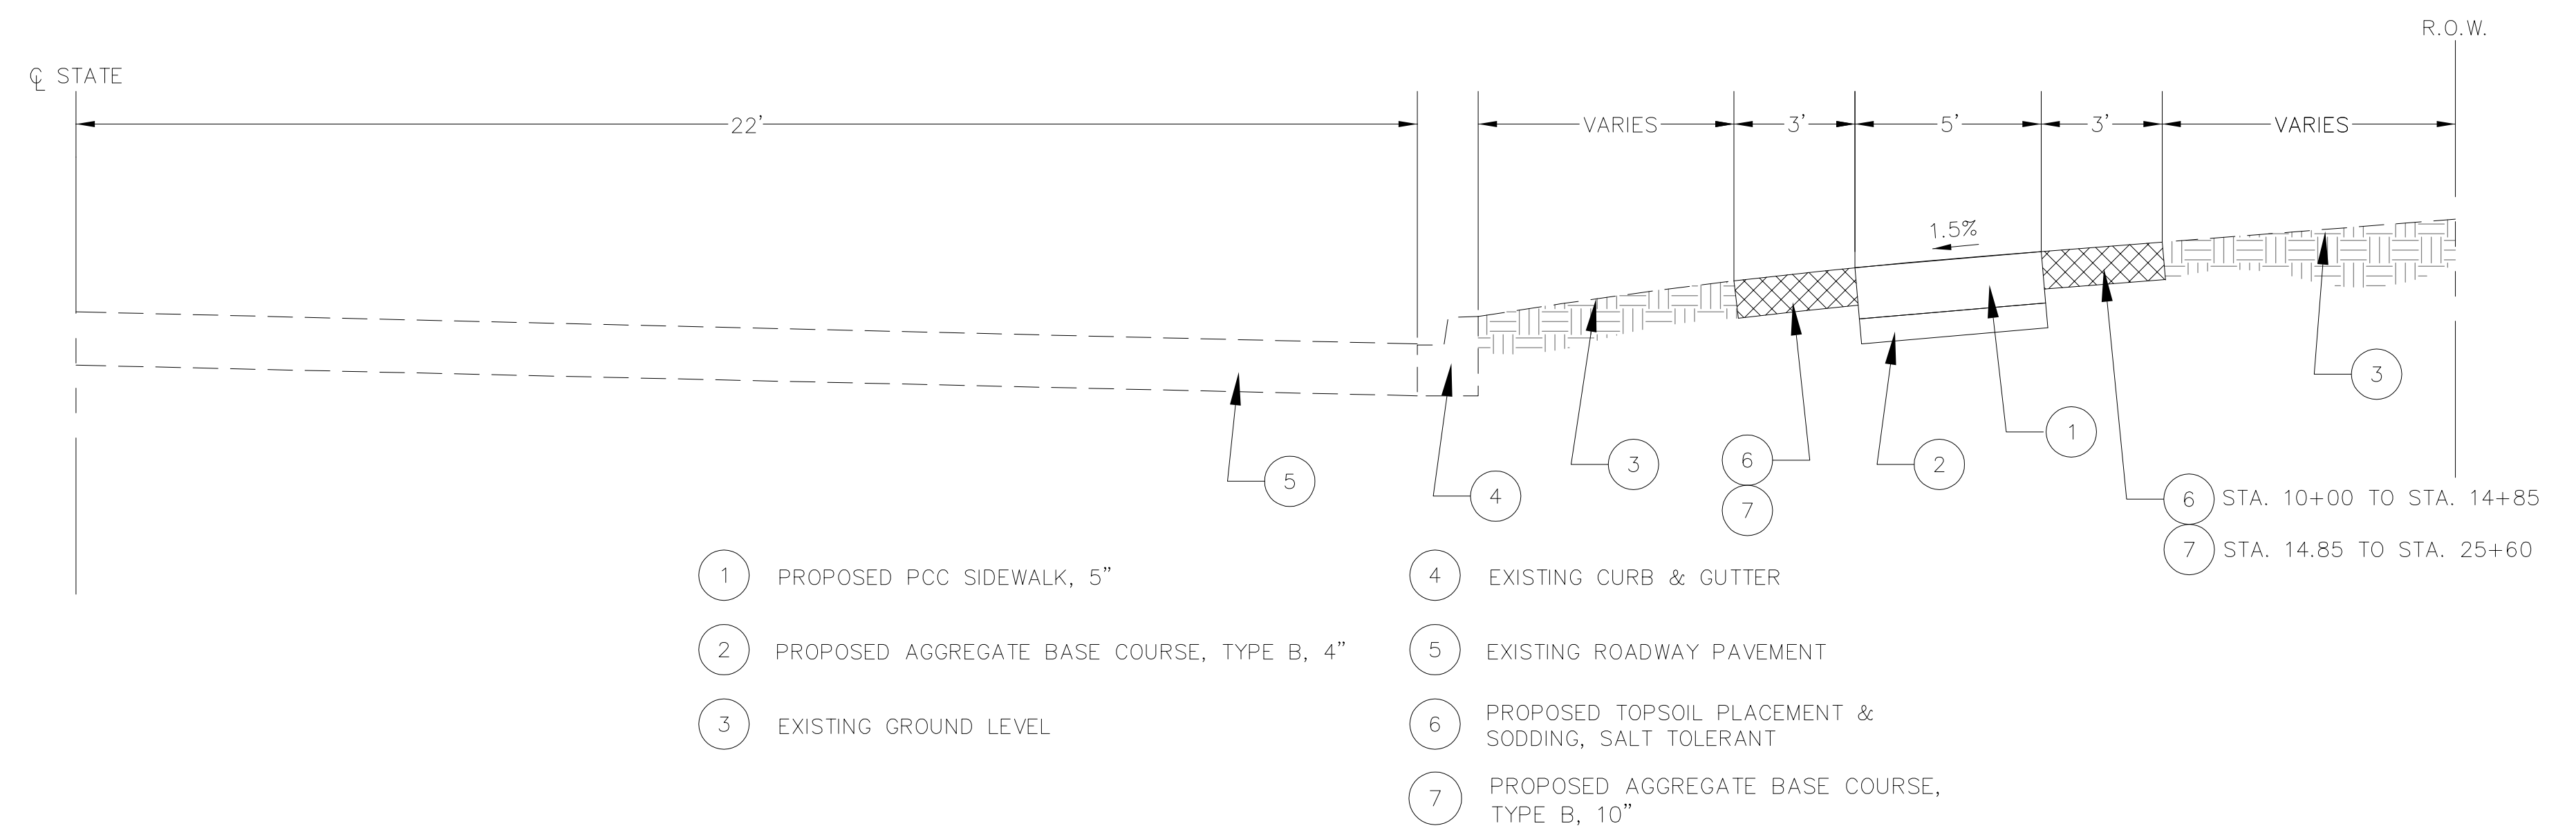 R.O.W.
℄ STATE
22'
VARIES
3'
5'
3'
VARIES
1.5%
3
1
6
3
2
5
4
7
6 STA. 10+00 TO STA. 14+85
7 STA. 14.85 TO STA. 25+60
1 PROPOSED PCC SIDEWALK, 5"
2 PROPOSED AGGREGATE BASE COURSE, TYPE B, 4"
3 EXISTING GROUND LEVEL
4 EXISTING CURB & GUTTER
5 EXISTING ROADWAY PAVEMENT
6 PROPOSED TOPSOIL PLACEMENT &
SODDING, SALT TOLERANT
7 PROPOSED AGGREGATE BASE COURSE,
TYPE B, 10"